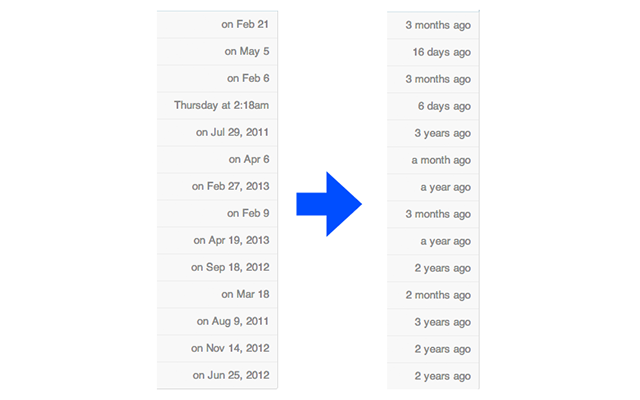 on Feb 21
on May 5
on Feb 6
Thursday at 2:18am
on Jul 29, 2011
on Apr 6
on Feb 27, 2013
on Feb 9
on Apr 19, 2013
on Sep 18, 2012
on Mar 18
on Aug 9, 2011
on Nov 14, 2012
on Jun 25, 2012
3 months ago
16 days ago
3 months ago
6 days ago
3 years ago
a month ago
a year ago
3 months ago
a year ago
2 years ago
2 months ago
3 years ago
2 years ago
2 years ago